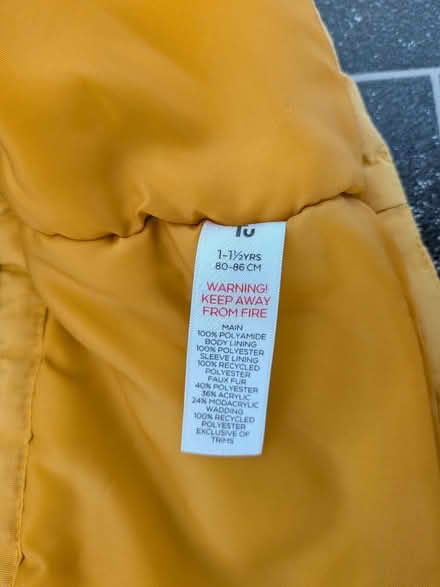 TU
1-1½YRS
80-86 CM
WARNING!
KEEP AWAY
FROM FIRE
MAIN
100% POLYAMIDE
BODY LINING
100% POLYESTER
SLEEVE LINING
100% RECYCLED
POLYESTER
FAUX FUR
40% POLYESTER
36% ACRYLIC
24% MODACRYLIC
WADDING
100% RECYCLED
POLYESTER
EXCLUSIVE OF
TRIMS